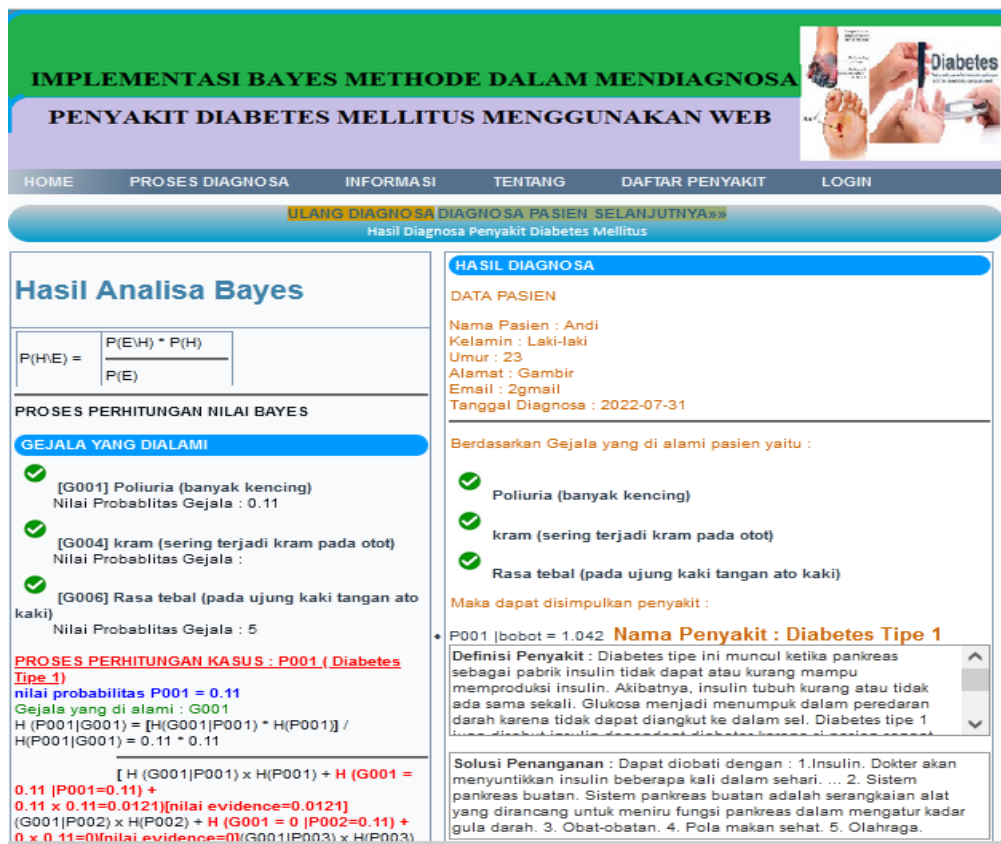 IMPLEMENTASI BAYES METHODE DALAM MENDIAGNOSA
PENYAKIT DIABETES MELLITUS MENGGUNAKAN WEB
Diabetes
HOME PROSES DIAGNOSA INFORMASI TENTANG DAFTAR PENYAKIT LOGIN
ULANG DIAGNOSA DIAGNOSA PASIEN SELANJUTNYA»»
Hasil Diagnosa Penyakit Diabetes Mellitus
Hasil Analisa Bayes
P(H\E) =
P(E\H) * P(H)
P(E)
PROSES PERHITUNGAN NILAI BAYES
GEJALA YANG DIALAMI
[G001] Poliuria (banyak kencing)
Nilai Probablitas Gejala : 0.11
[G004] kram (sering terjadi kram pada otot)
Nilai Probablitas Gejala :
[G006] Rasa tebal (pada ujung kaki tangan ato
kaki)
Nilai Probablitas Gejala : 5
PROSES PERHITUNGAN KASUS : P001 ( Diabetes
Tipe 1)
nilai probabilitas P001 = 0.11
Gejala yang di alami : G001
H (P001|G001) = [H(G001|P001) * H(P001)] /
H(P001|G001) = 0.11 * 0.11
[ H (G001|P001) x H(P001) + H (G001 =
0.11 |P001=0.11) +
0.11 x 0.11=0.0121)[nilai evidence=0.0121]
(G001|P002) x H(P002) + H (G001 = 0 |P002=0.11) +
0 x 0.11=0)[nilai evidence=0](G001|P003) x H(P003)
HASIL DIAGNOSA
DATA PASIEN
Nama Pasien : Andi
Kelamin : Laki-laki
Umur : 23
Alamat : Gambir
Email : 2gmail
Tanggal Diagnosa : 2022-07-31
Berdasarkan Gejala yang di alami pasien yaitu :
Poliuria (banyak kencing)
kram (sering terjadi kram pada otot)
Rasa tebal (pada ujung kaki tangan ato kaki)
Maka dapat disimpulkan penyakit :
P001 |bobot = 1.042 Nama Penyakit : Diabetes Tipe 1
Definisi Penyakit : Diabetes tipe ini muncul ketika pankreas
sebagai pabrik insulin tidak dapat atau kurang mampu
memproduksi insulin. Akibatnya, insulin tubuh kurang atau tidak
ada sama sekali. Glukosa menjadi menumpuk dalam peredaran
darah karena tidak dapat diangkut ke dalam sel. Diabetes tipe 1
Solusi Penanganan : Dapat diobati dengan : 1.Insulin. Dokter akan
menyuntikkan insulin beberapa kali dalam sehari. ... 2. Sistem
pankreas buatan. Sistem pankreas buatan adalah serangkaian alat
yang dirancang untuk meniru fungsi pankreas dalam mengatur kadar
gula darah. 3. Obat-obatan. 4. Pola makan sehat. 5. Olahraga.